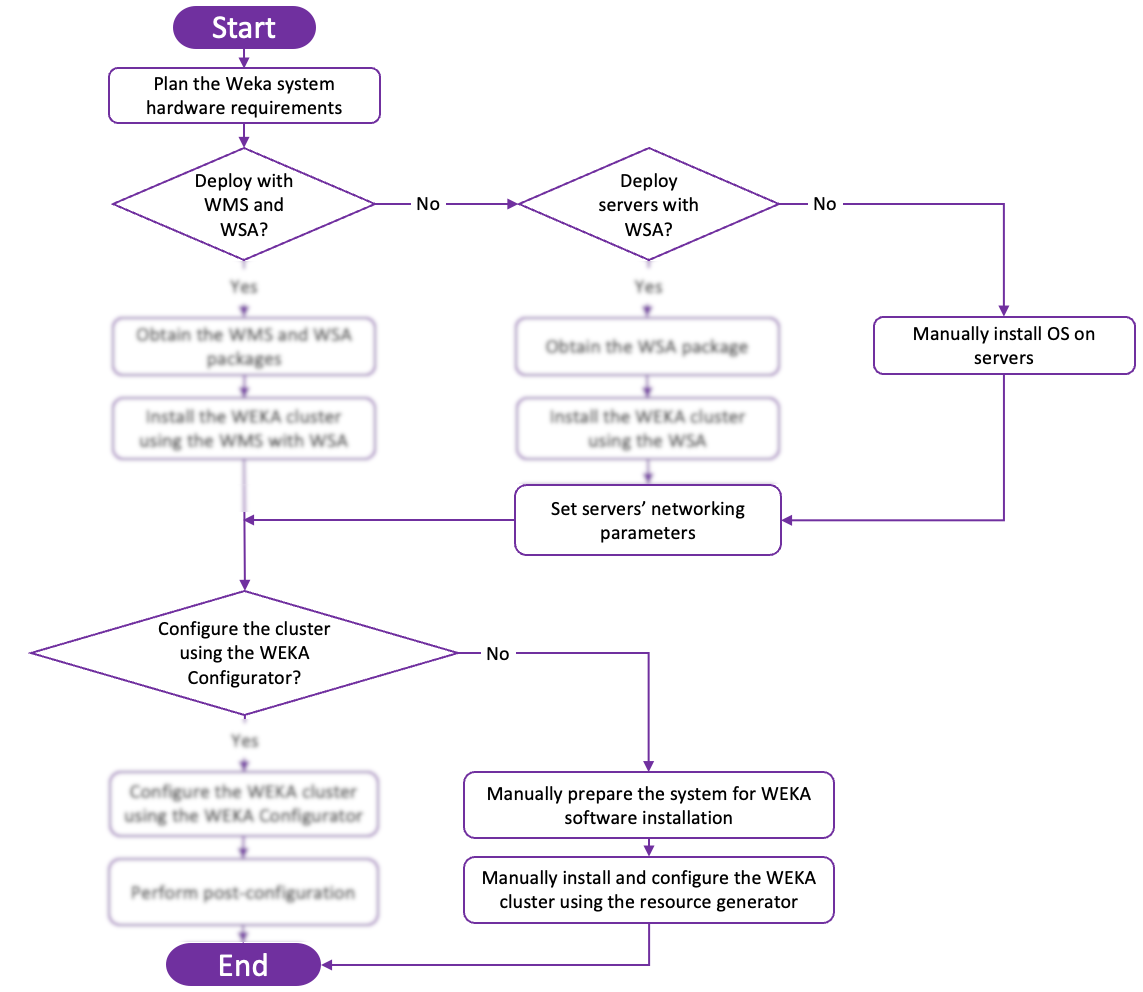 Start
Plan the Weka system
hardware requirements
Deploy with
WMS and
WSA?
No
Deploy
servers with
WSA?
No
Yes
Yes
Obtain the WMS and WSA
packages
Obtain the WSA package
Manually install OS on
servers
Install the WEKA cluster
using the WMS with WSA
Install the WEKA cluster
using the WSA
Set servers’ networking
parameters
Configure the cluster
using the WEKA
Configurator?
No
Yes
Configure the WEKA cluster
using the WEKA Configurator
Manually prepare the system for WEKA
software installation
Perform post-configuration
Manually install and configure the WEKA
cluster using the resource generator
End